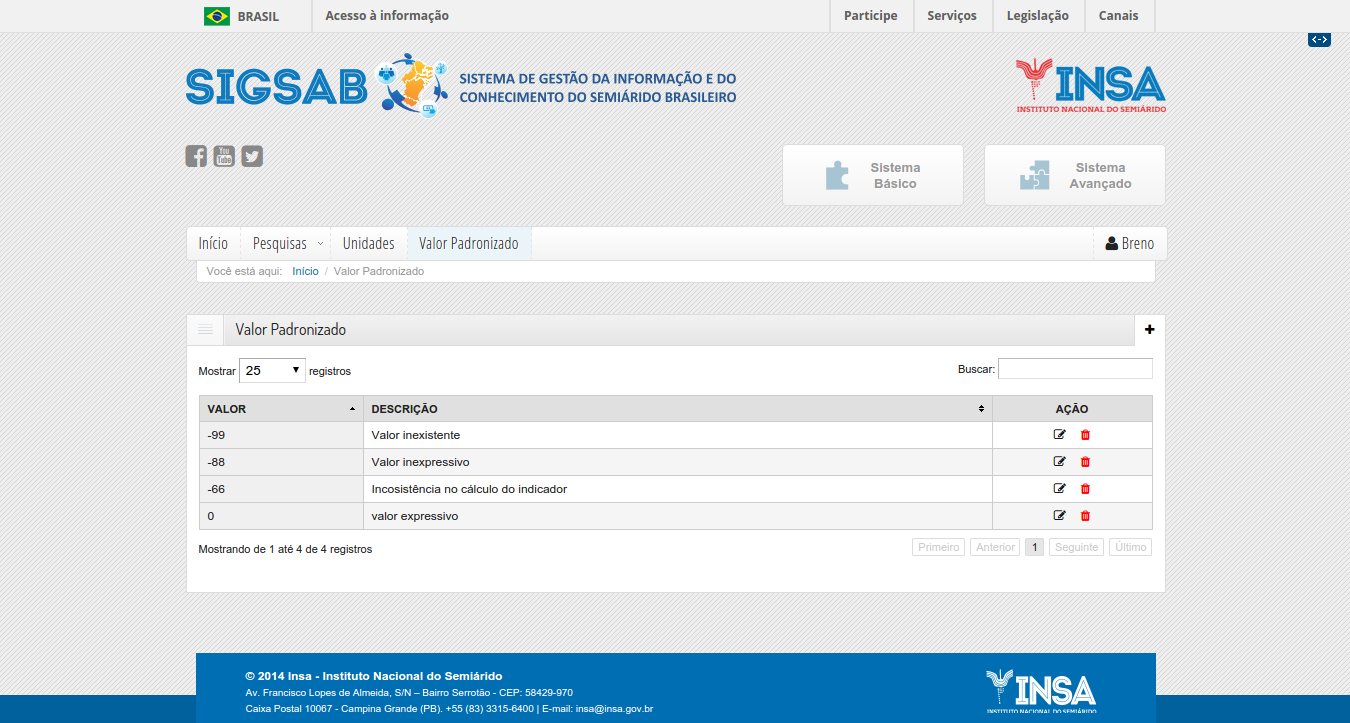 BRASIL
Acesso à informação
Participe
Serviços
Legislação
Canais
SIGSAB
SISTEMA DE GESTÃO DA INFORMAÇÃO E DO
CONHECIMENTO DO SEMIÁRIDO BRASILEIRO
INSA
INSTITUTO NACIONAL DO SEMIÁRIDO
You
Tube
Sistema
Básico
Sistema
Avançado
Início
Pesquisas
Unidades
Valor Padronizado
Breno
Você está aqui: Início / Valor Padronizado
Valor Padronizado
Mostrar 25 registros
Buscar:
VALOR DESCRIÇÃO AÇÃO
-99 Valor inexistente
-88 Valor inexpressivo
-66 Incosistência no cálculo do indicador
0 valor expressivo
Mostrando de 1 até 4 de 4 registros
Primeiro Anterior 1 Seguinte Último
© 2014 Insa - Instituto Nacional do Semiárido
Av. Francisco Lopes de Almeida, S/N – Bairro Serrotão - CEP: 58429-970
Caixa Postal 10067 - Campina Grande (PB). +55 (83) 3315-6400 | E-mail: insa@insa.gov.br
INSA
INSTITUTO NACIONAL DO SEMIÁRIDO